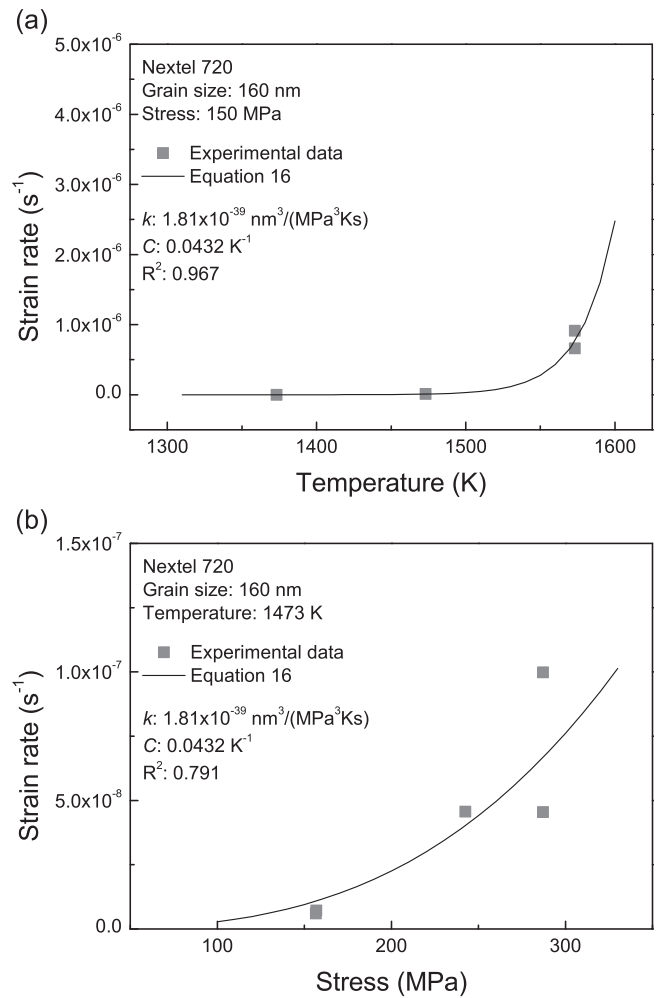 (a)
5.0x10⁻⁶
4.0x10⁻⁶
3.0x10⁻⁶
2.0x10⁻⁶
1.0x10⁻⁶
0.0
Strain rate (s⁻¹)
Nextel 720
Grain size: 160 nm
Stress: 150 MPa
Experimental data
Equation 16
k: 1.81x10⁻³⁹ nm³/(MPa³Ks)
C: 0.0432 K⁻¹
R²: 0.967
1300 1400 1500 1600
Temperature (K)
(b)
1.5x10⁻⁷
1.0x10⁻⁷
5.0x10⁻⁸
0.0
Strain rate (s⁻¹)
Nextel 720
Grain size: 160 nm
Temperature: 1473 K
Experimental data
Equation 16
k: 1.81x10⁻³⁹ nm³/(MPa³Ks)
C: 0.0432 K⁻¹
R²: 0.791
100 200 300
Stress (MPa)